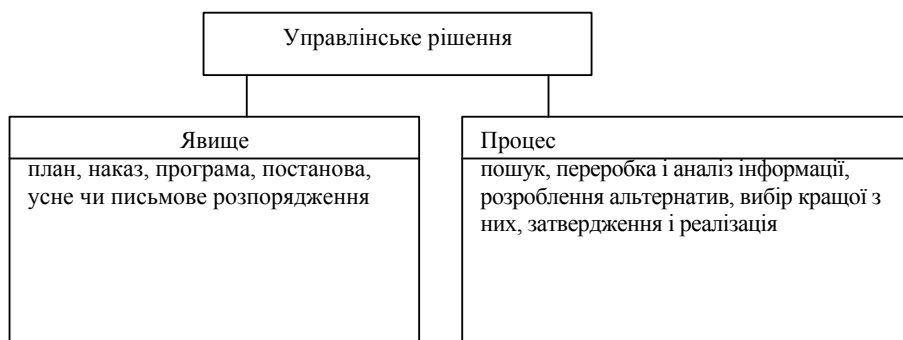 Управлінське рішення
Явище
план, наказ, програма, постанова,
усне чи письмове розпорядження
Процес
пошук, переробка і аналіз інформації,
розроблення альтернатив, вибір кращої з
них, затвердження і реалізація